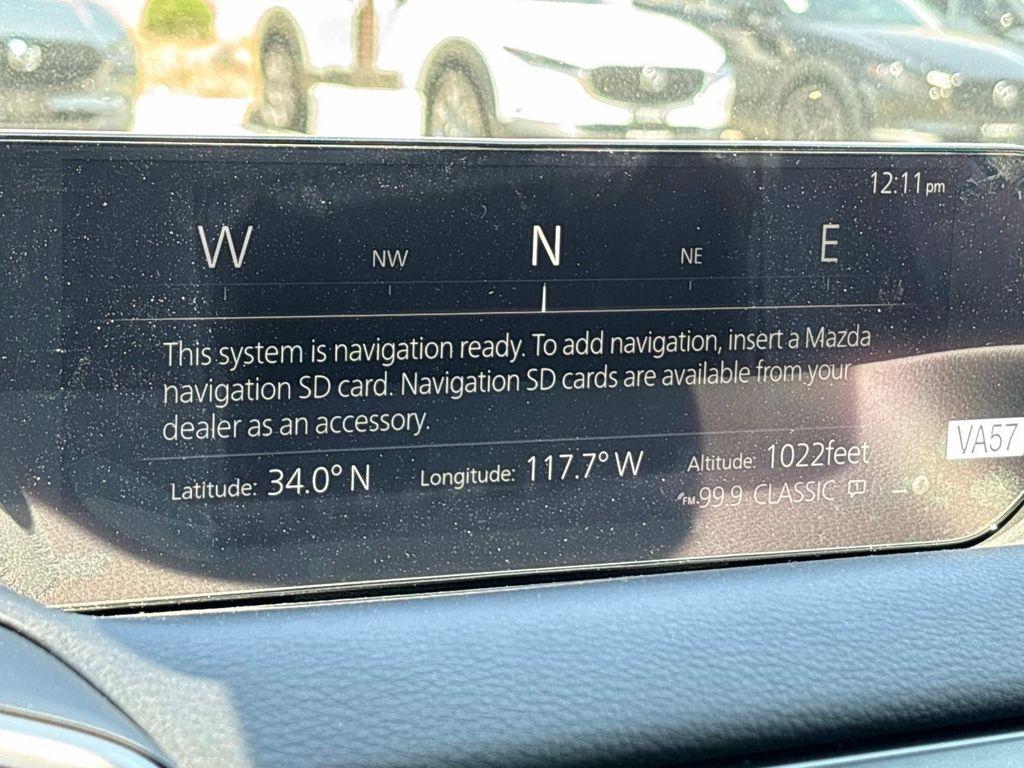 12:11 pm
W NW N NE E
This system is navigation ready. To add navigation, insert a Mazda
navigation SD card. Navigation SD cards are available from your
dealer as an accessory.
VA57
Latitude: 34.0° N Longitude: 117.7° W Altitude: 1022feet
FM 99.9 CLASSIC